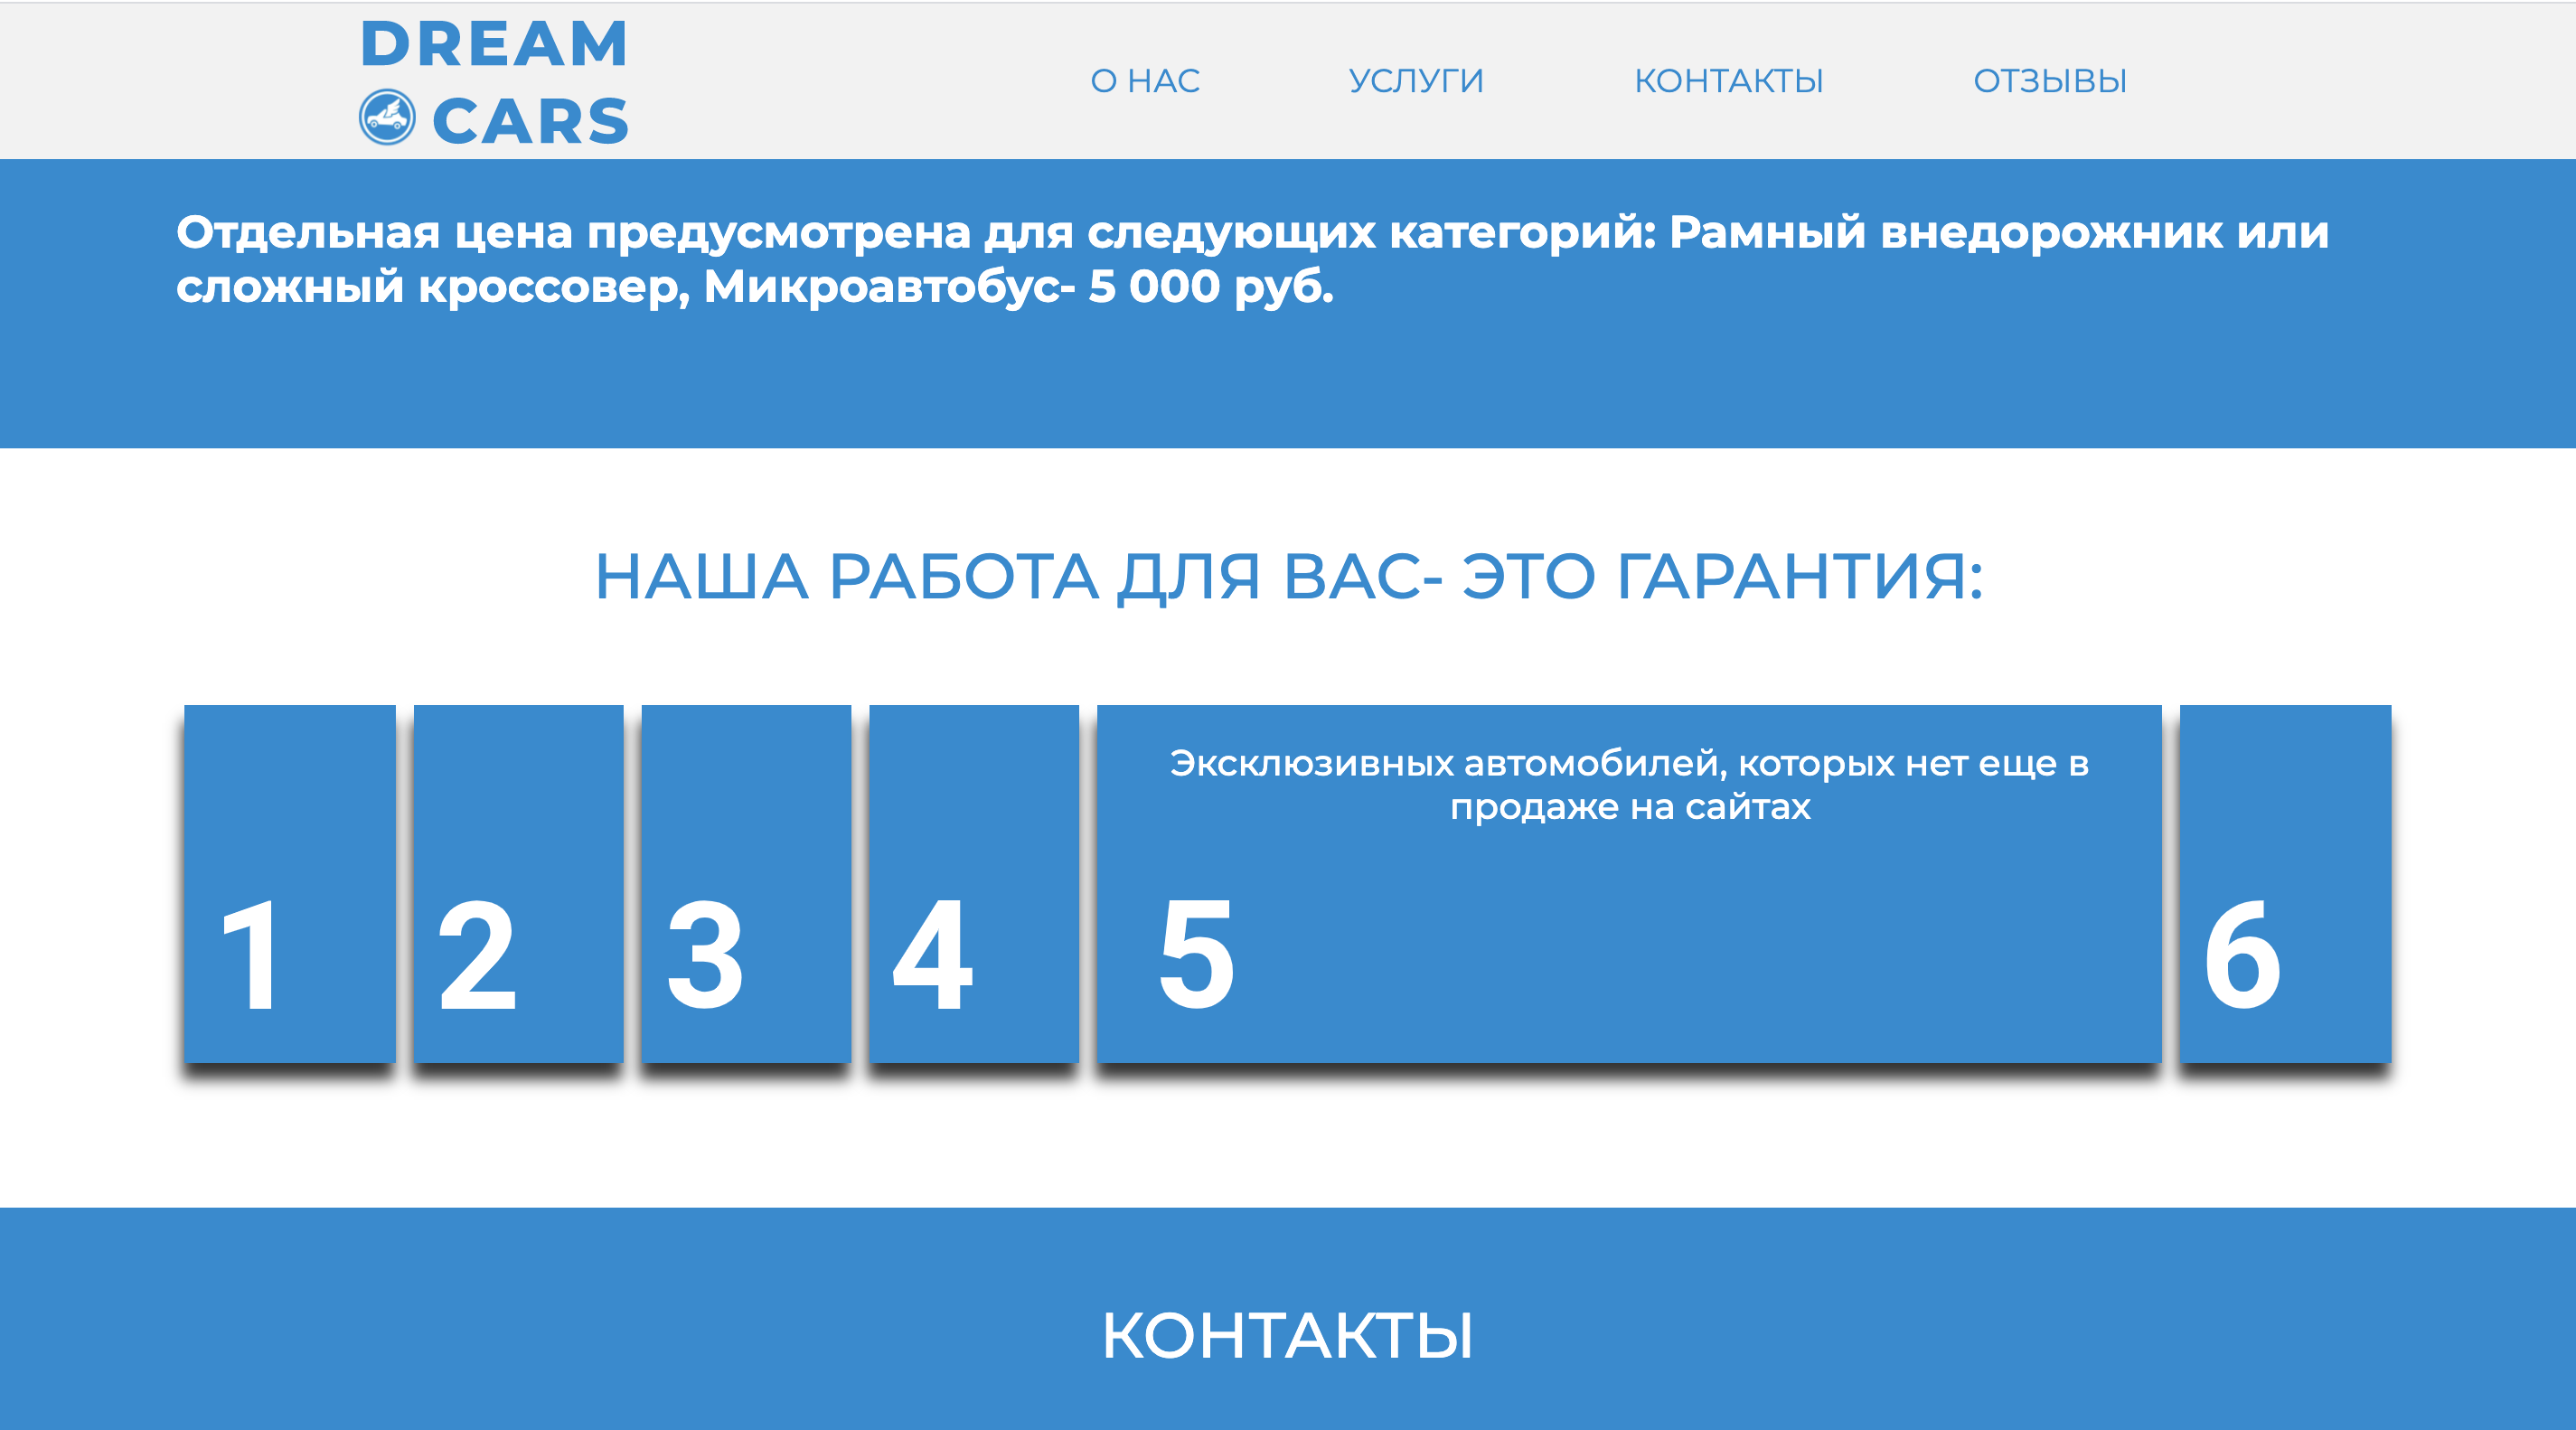 DREAM
CARS
О НАС УСЛУГИ КОНТАКТЫ ОТЗЫВЫ
Отдельная цена предусмотрена для следующих категорий: Рамный внедорожник или
сложный кроссовер, Микроавтобус- 5 000 руб.
НАША РАБОТА ДЛЯ ВАС- ЭТО ГАРАНТИЯ:
Эксклюзивных автомобилей, которых нет еще в
продаже на сайтах
1 2 3 4 5 6
КОНТАКТЫ